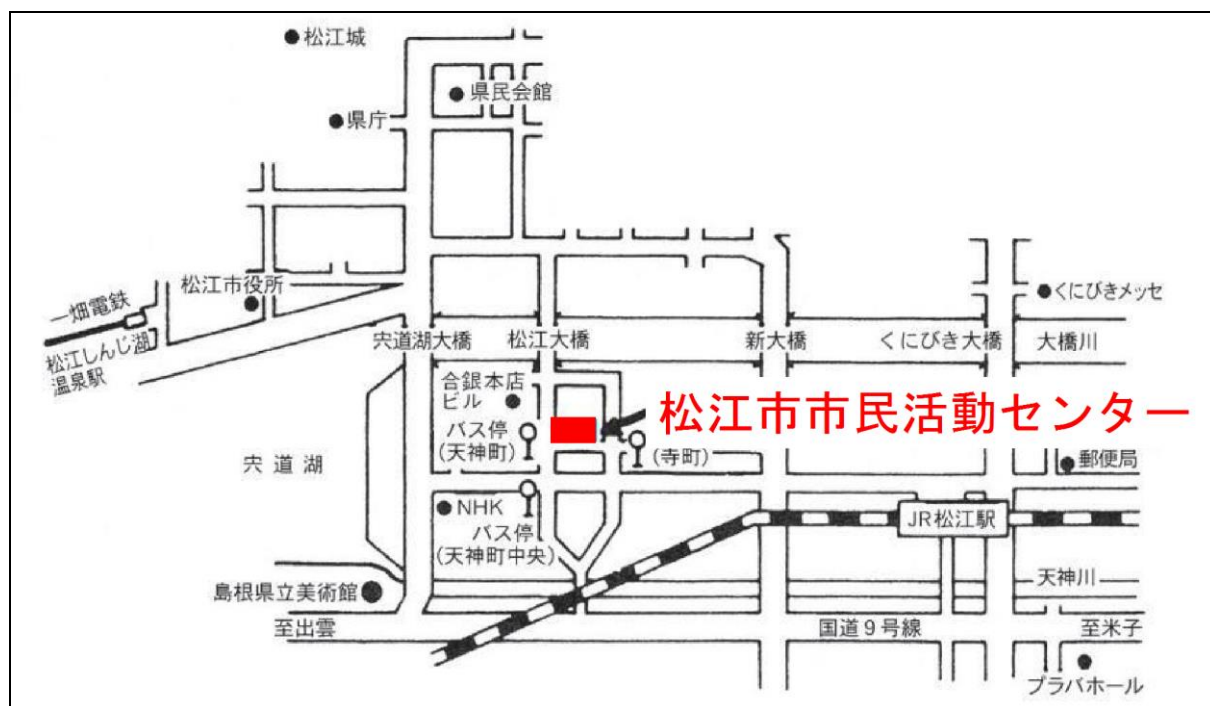 松江城
県民会館
県庁
松江市役所
一畑電鉄
松江しんじ湖
温泉駅
くにびきメッセ
宍道湖大橋
松江大橋
新大橋
くにびき大橋
大橋川
合銀本店
ビル
松江市市民活動センター
バス停
(天神町)
(寺町)
宍道湖
郵便局
NHK
バス停
(天神町中央)
JR松江駅
天神川
島根県立美術館
至出雲
国道9号線
至米子
プラバホール